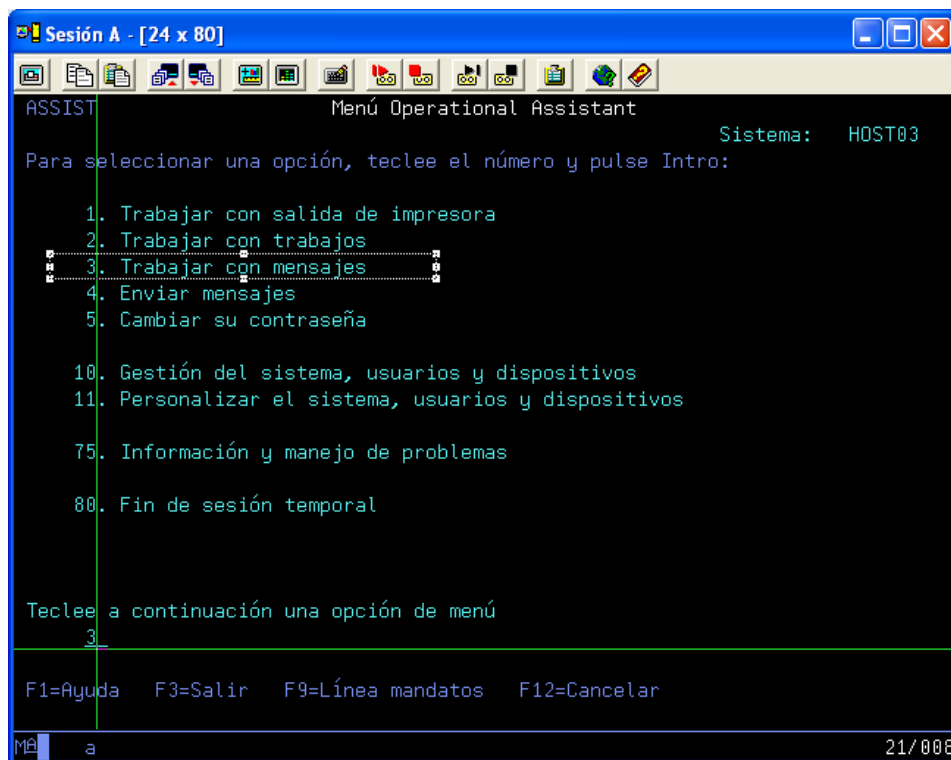 Sesión A - [24 x 80]
ASSIST Menú Operational Assistant
Sistema: HOST03
Para seleccionar una opción, teclee el número y pulse Intro:
1. Trabajar con salida de impresora
2. Trabajar con trabajos
3. Trabajar con mensajes
4. Enviar mensajes
5. Cambiar su contraseña
10. Gestión del sistema, usuarios y dispositivos
11. Personalizar el sistema, usuarios y dispositivos
75. Información y manejo de problemas
80. Fin de sesión temporal
Teclee a continuación una opción de menú
3
F1=Ayuda F3=Salir F9=Línea mandatos F12=Cancelar
MA a 21/008